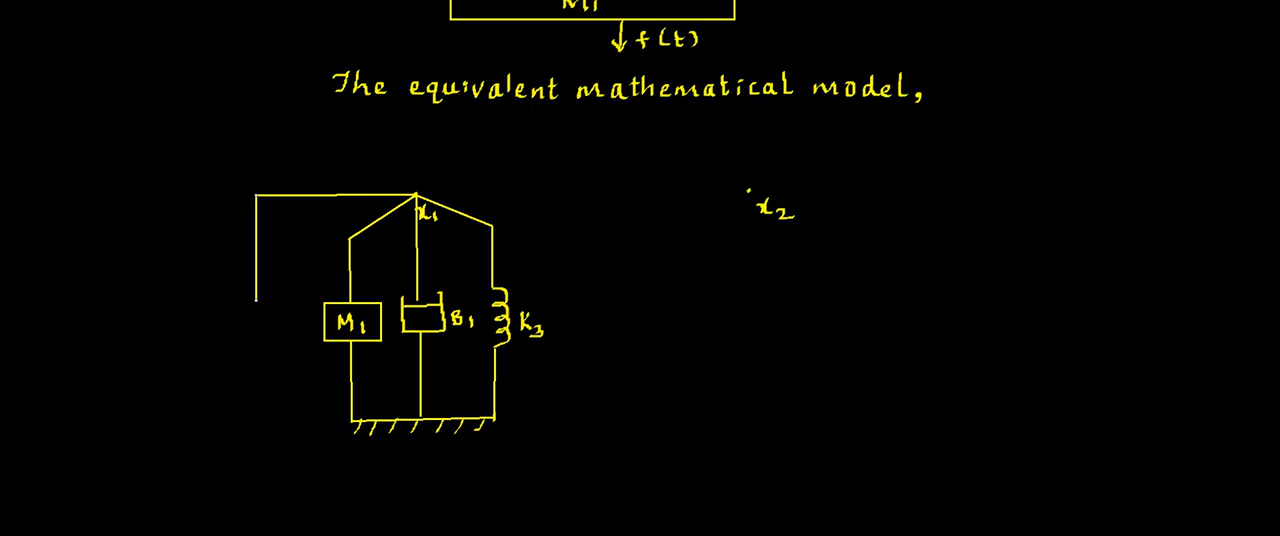 M1
f(t)
The equivalent mathematical model,
x1
x2
M1
B1
K3